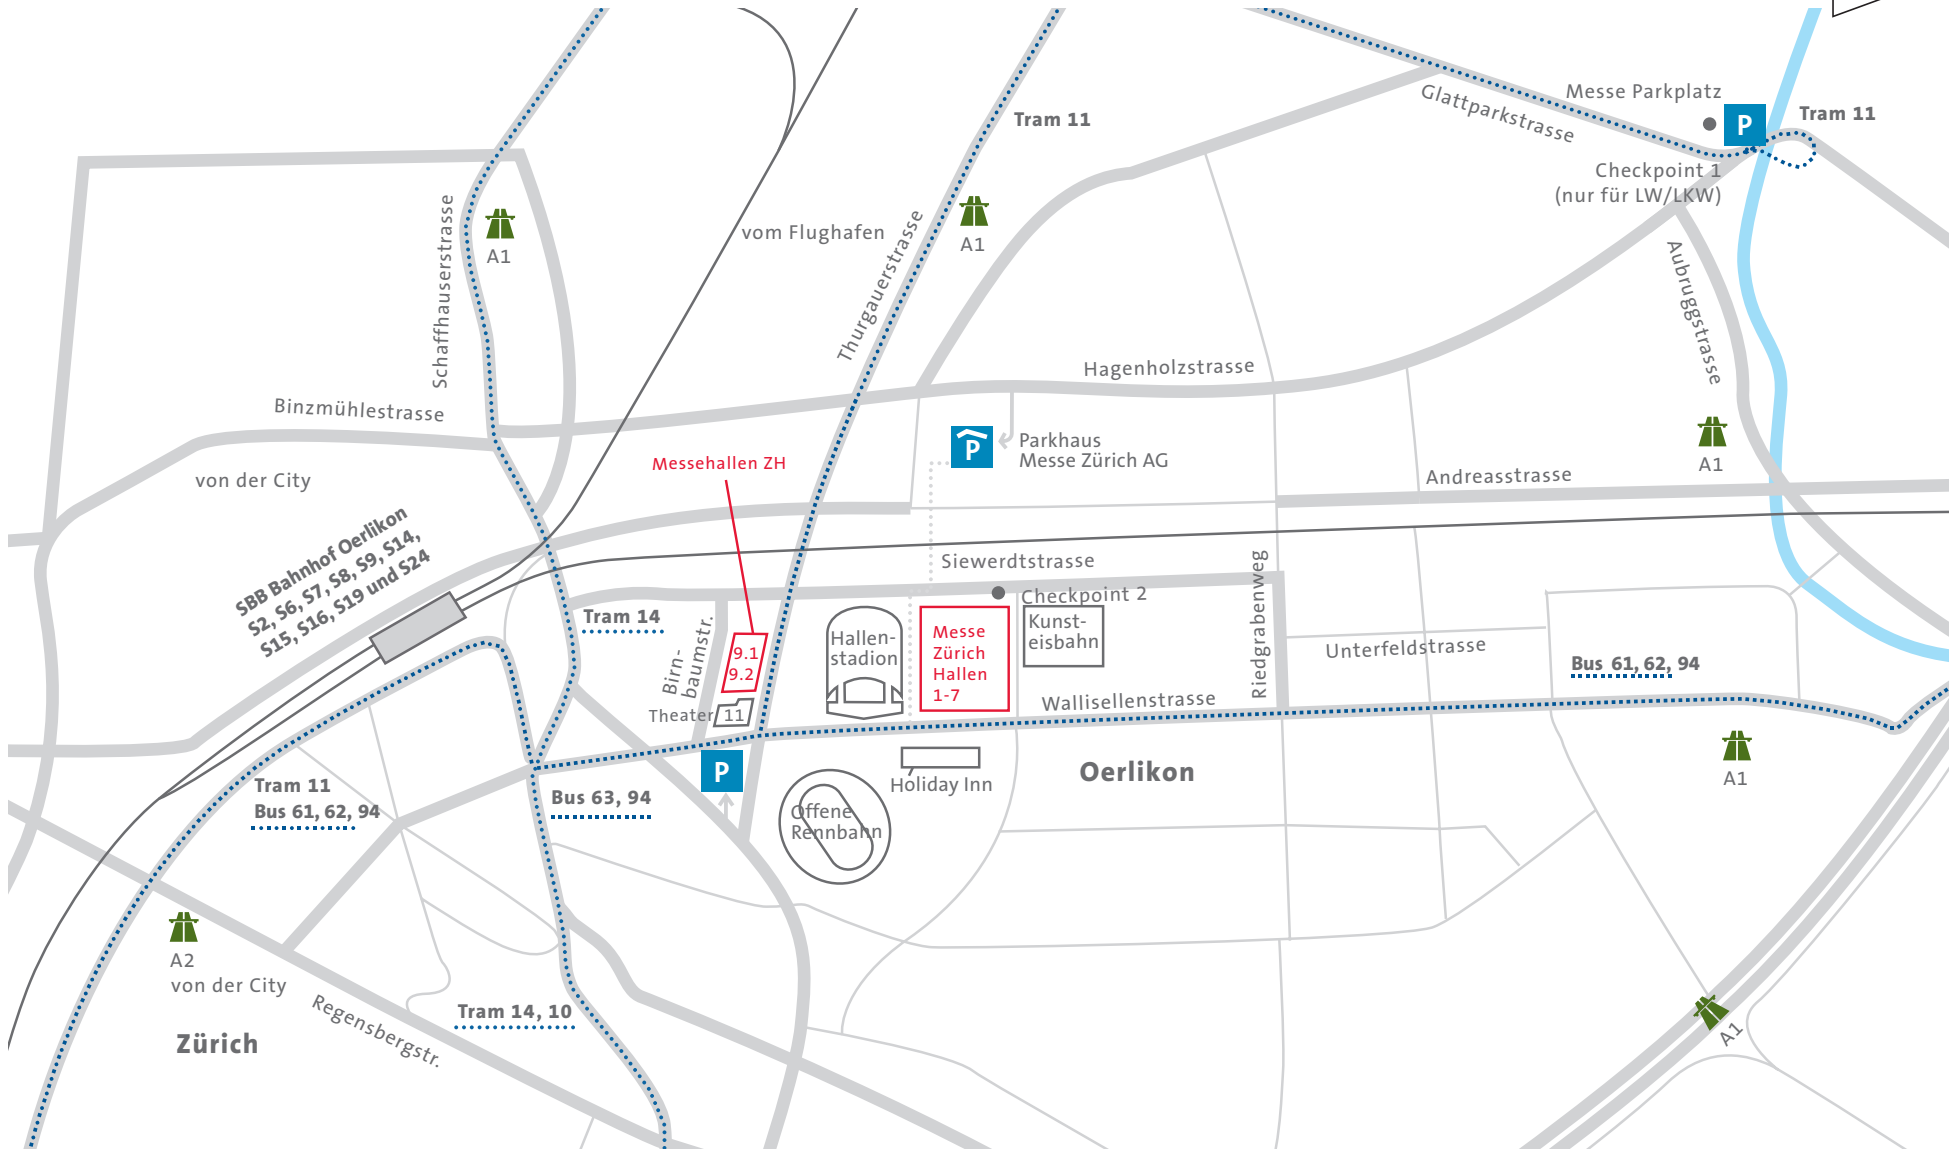 Tram 11
Messe Parkplatz
P
Tram 11
Glattparkstrasse
Checkpoint 1
(nur für LW/LKW)
Schaffhauserstrasse
A1
vom Flughafen
Thurgauerstrasse
A1
Aubruggstrasse
Hagenholzstrasse
Binzmühlestrasse
von der City
Messehallen ZH
P
Parkhaus
Messe Zürich AG
Andreasstrasse
A1
SBB Bahnhof Oerlikon
S2, S6, S7, S8, S9, S14,
S15, S16, S19 und S24
Siewerdtstrasse
Riedgrabenweg
Tram 14
Birn-
baumstr.
9.1
9.2
Theater
11
Hallen-
stadion
Messe
Zürich
Hallen
1-7
Checkpoint 2
Kunst-
eisbahn
Unterfeldstrasse
Bus 61, 62, 94
Wallisellenstrasse
A1
P
Holiday Inn
Oerlikon
Tram 11
Bus 61, 62, 94
Bus 63, 94
Offene
Rennbahn
A2
von der City
Regensbergstr.
Tram 14, 10
Zürich
A1